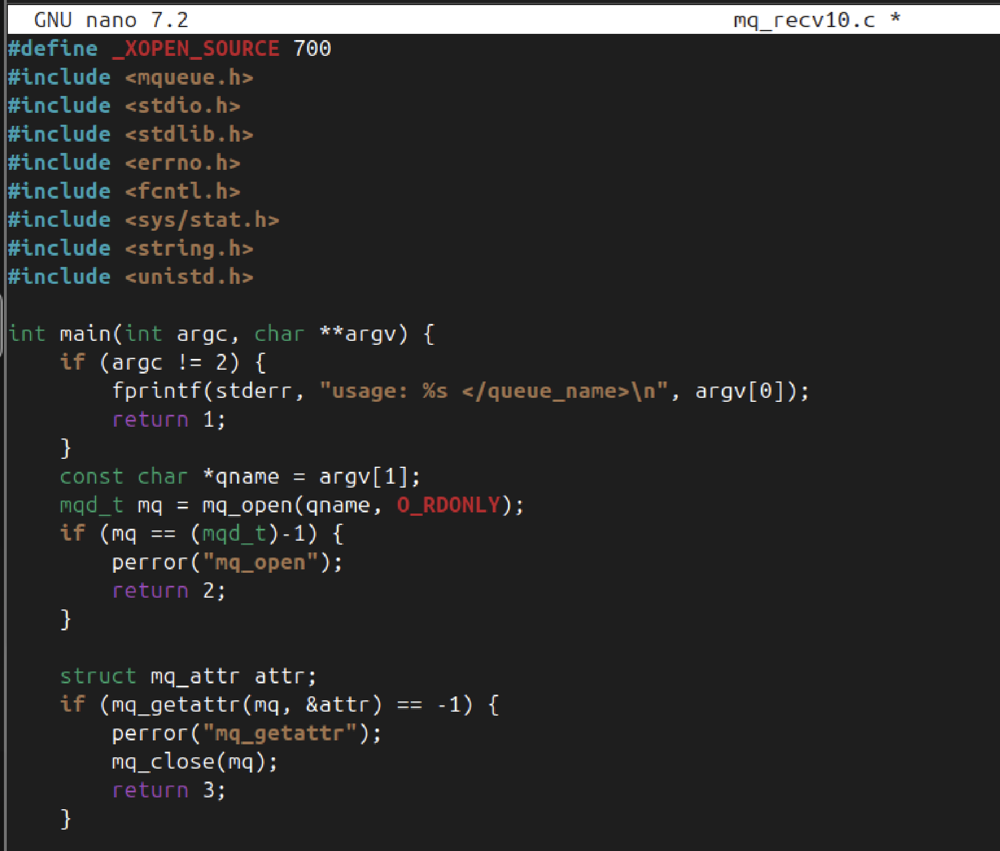 GNU nano 7.2 mq_recv10.c *
#define _XOPEN_SOURCE 700
#include <mqueue.h>
#include <stdio.h>
#include <stdlib.h>
#include <errno.h>
#include <fcntl.h>
#include <sys/stat.h>
#include <string.h>
#include <unistd.h>

int main(int argc, char **argv) {
    if (argc != 2) {
        fprintf(stderr, "usage: %s </queue_name>\n", argv[0]);
        return 1;
    }
    const char *qname = argv[1];
    mqd_t mq = mq_open(qname, O_RDONLY);
    if (mq == (mqd_t)-1) {
        perror("mq_open");
        return 2;
    }

    struct mq_attr attr;
    if (mq_getattr(mq, &attr) == -1) {
        perror("mq_getattr");
        mq_close(mq);
        return 3;
    }